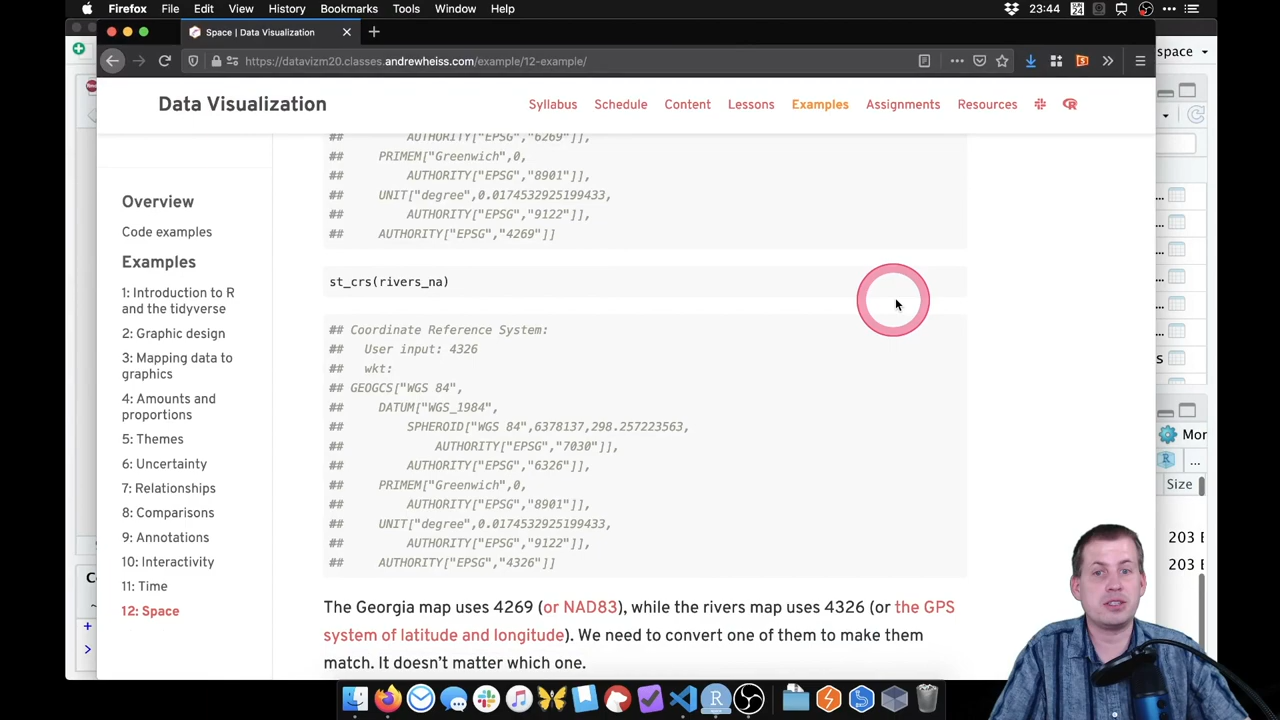 Firefox File Edit View History Bookmarks Tools Window Help 23:44
Space | Data Visualization
https://datavizm20.classes.andrewheiss.com/example/12-example/
space
Data Visualization
Syllabus Schedule Content Lessons Examples Assignments Resources
## AUTHORITY["EPSG","6269"]],
## PRIMEM["Greenwich",0,
## AUTHORITY["EPSG","8901"]],
## UNIT["degree",0.0174532925199433,
## AUTHORITY["EPSG","9122"]],
## AUTHORITY["EPSG","4269"]]
st_crs(rivers_na)
## Coordinate Reference System:
## User input: 4326
## wkt:
## GEOGCS["WGS 84",
## DATUM["WGS_1984",
## SPHEROID["WGS 84",6378137,298.257223563,
## AUTHORITY["EPSG","7030"]],
## AUTHORITY["EPSG","6326"]],
## PRIMEM["Greenwich",0,
## AUTHORITY["EPSG","8901"]],
## UNIT["degree",0.0174532925199433,
## AUTHORITY["EPSG","9122"]],
## AUTHORITY["EPSG","4326"]]
The Georgia map uses 4269 (or NAD83), while the rivers map uses 4326 (or the GPS
system of latitude and longitude). We need to convert one of them to make them
match. It doesn't matter which one.
Overview
Code examples
Examples
1: Introduction to R
and the tidyverse
2: Graphic design
3: Mapping data to
graphics
4: Amounts and
proportions
5: Themes
6: Uncertainty
7: Relationships
8: Comparisons
9: Annotations
10: Interactivity
11: Time
12: Space
Mor
Size
203 B
203 B